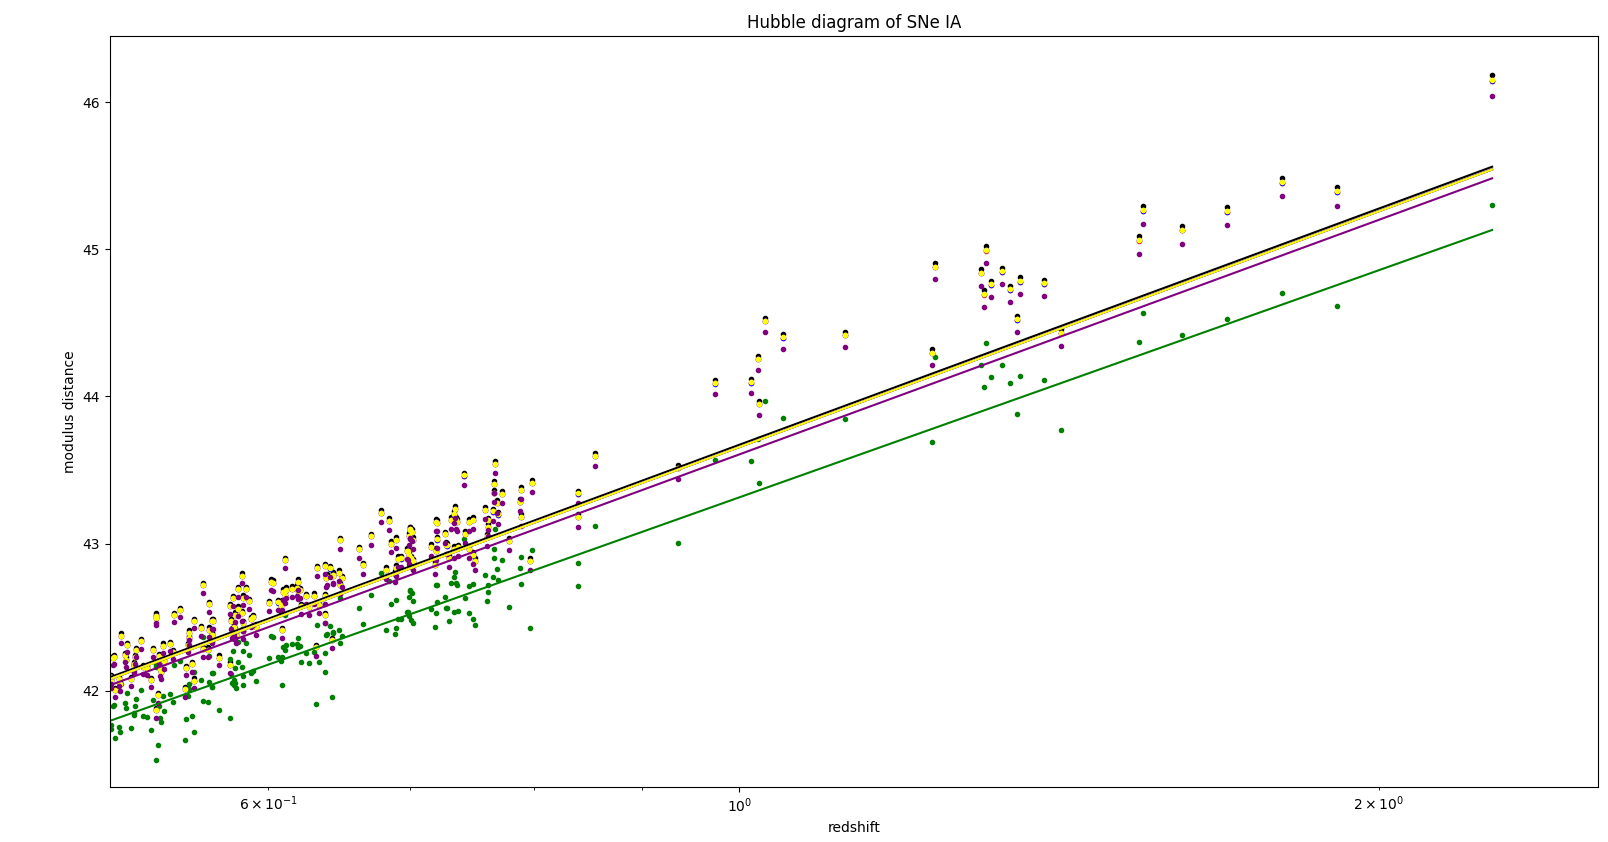 Hubble diagram of SNe IA
46
45
44
43
42
modulus distance
6 × 10⁻¹
10⁰
2 × 10⁰
redshift